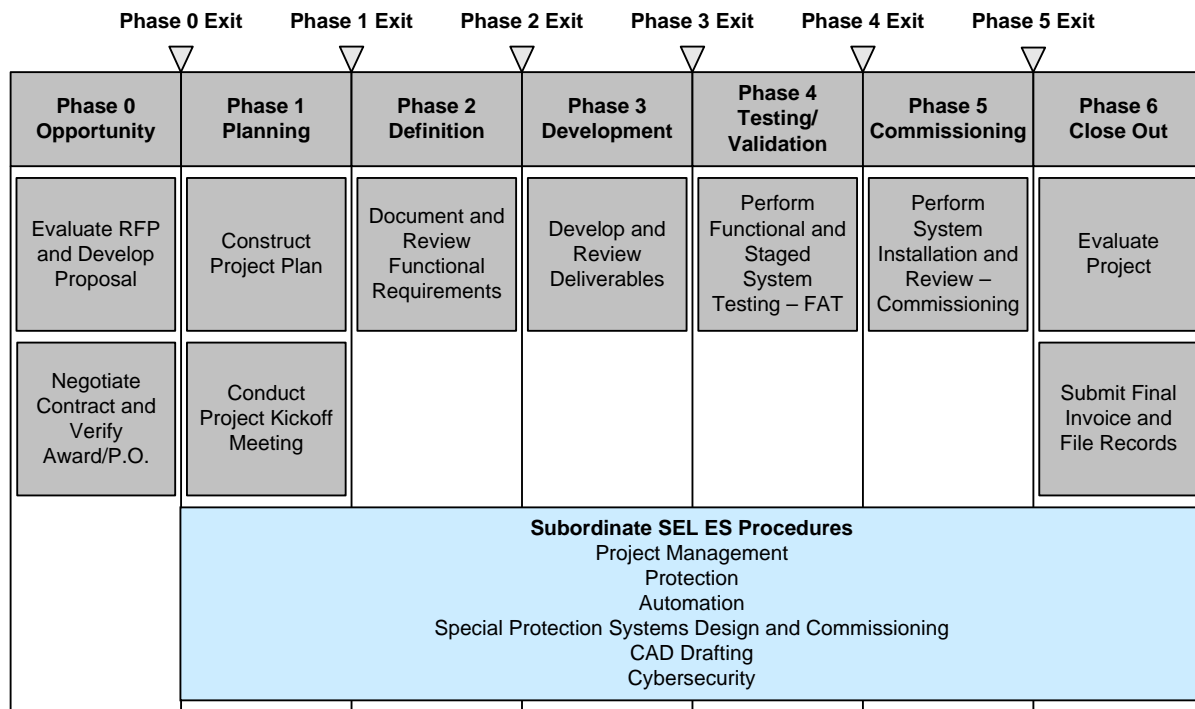 Phase 0 Exit
Phase 1 Exit
Phase 2 Exit
Phase 3 Exit
Phase 4 Exit
Phase 5 Exit
Phase 0
Opportunity
Phase 1
Planning
Phase 2
Definition
Phase 3
Development
Phase 4
Testing/
Validation
Phase 5
Commissioning
Phase 6
Close Out
Evaluate RFP
and Develop
Proposal
Construct
Project Plan
Document and
Review
Functional
Requirements
Develop and
Review
Deliverables
Perform
Functional and
Staged
System
Testing – FAT
Perform
System
Installation and
Review –
Commissioning
Evaluate
Project
Negotiate
Contract and
Verify
Award/P.O.
Conduct
Project Kickoff
Meeting
Submit Final
Invoice and
File Records
Subordinate SEL ES Procedures
Project Management
Protection
Automation
Special Protection Systems Design and Commissioning
CAD Drafting
Cybersecurity